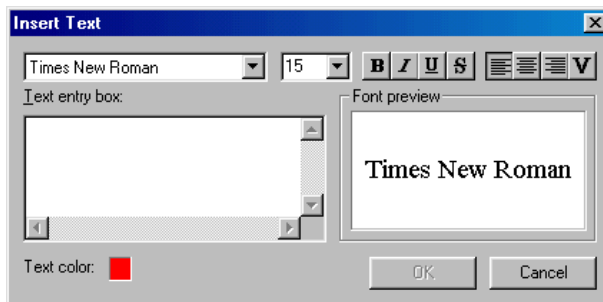 Insert Text
Times New Roman 15 B I U S V
Text entry box: Font preview
Times New Roman
Text color: OK Cancel